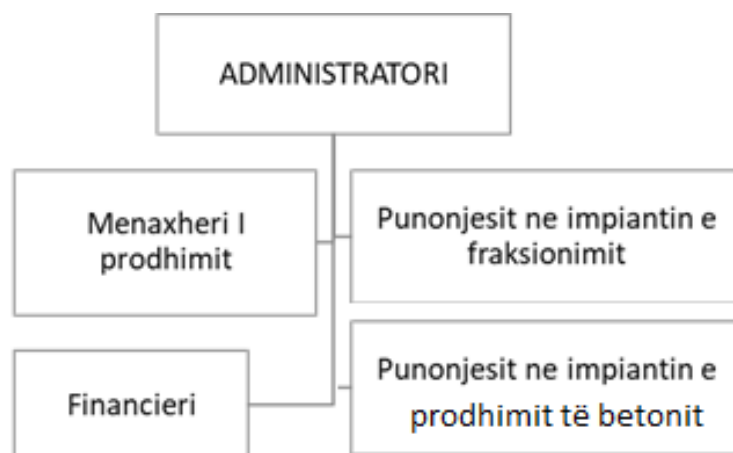 ADMINISTRATORI
Menaxheri I
prodhimit
Punonjesit ne impiantin e
fraksionimit
Financieri
Punonjesit ne impiantin e
prodhimit të betonit